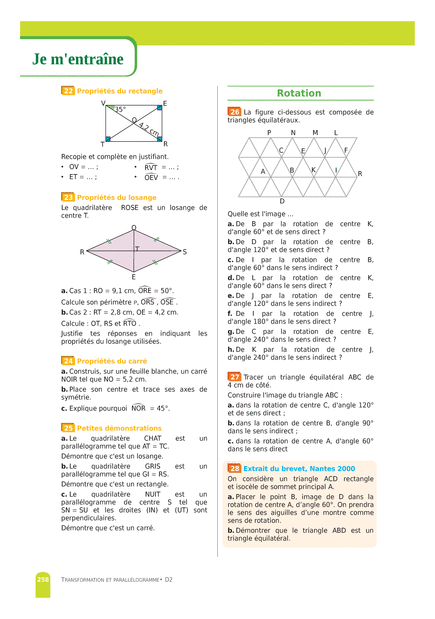 Je m'entraîne
22 Propriétés du rectangle
V
E
35°
O
4,2 cm
T
R
Recopie et complète en justifiant.
• OV = ... ;
• RVT = ... ;
• ET = ... ;
• OEV = ... .
23 Propriétés du losange
Le quadrilatère ROSE est un losange de
centre T.
O
R
T
S
E
a. Cas 1 : RO = 9,1 cm, ORE = 50°.
Calcule son périmètre P, ORS , OSE .
b. Cas 2 : RT = 2,8 cm, OE = 4,2 cm.
Calcule : OT, RS et RTO .
Justifie tes réponses en indiquant les
propriétés du losange utilisées.
24 Propriétés du carré
a. Construis, sur une feuille blanche, un carré
NOIR tel que NO = 5,2 cm.
b. Place son centre et trace ses axes de
symétrie.
c. Explique pourquoi NOR = 45°.
25 Petites démonstrations
a. Le quadrilatère CHAT est un
parallélogramme tel que AT = TC.
Démontre que c'est un losange.
b. Le quadrilatère GRIS est un
parallélogramme tel que GI = RS.
Démontre que c'est un rectangle.
c. Le quadrilatère NUIT est un
parallélogramme de centre S tel que
SN = SU et les droites (IN) et (UT) sont
perpendiculaires.
Démontre que c'est un carré.
Rotation
26 La figure ci-dessous est composée de
triangles équilatéraux.
P N M L
C E J F
A B K I R
D
Quelle est l'image ...
a. De B par la rotation de centre K,
d'angle 60° et de sens direct ?
b. De D par la rotation de centre B,
d'angle 120° et de sens direct ?
c. De I par la rotation de centre B,
d'angle 60° dans le sens indirect ?
d. De L par la rotation de centre K,
d'angle 60° dans le sens direct ?
e. De J par la rotation de centre E,
d'angle 120° dans le sens indirect ?
f. De I par la rotation de centre J,
d'angle 180° dans le sens direct ?
g. De C par la rotation de centre E,
d'angle 240° dans le sens direct ?
h. De K par la rotation de centre J,
d'angle 240° dans le sens indirect ?
27 Tracer un triangle équilatéral ABC de
4 cm de côté.
Construire l'image du triangle ABC :
a. dans la rotation de centre C, d'angle 120°
et de sens direct ;
b. dans la rotation de centre B, d'angle 90°
dans le sens indirect ;
c. dans la rotation de centre A, d'angle 60°
dans le sens direct
28 Extrait du brevet, Nantes 2000
On considère un triangle ACD rectangle
et isocèle de sommet principal A.
a. Placer le point B, image de D dans la
rotation de centre A, d'angle 60°. On prendra
le sens des aiguilles d'une montre comme
sens de rotation.
b. Démontrer que le triangle ABD est un
triangle équilatéral.
258 TRANSFORMATION ET PARALLÉLOGRAMME • D2